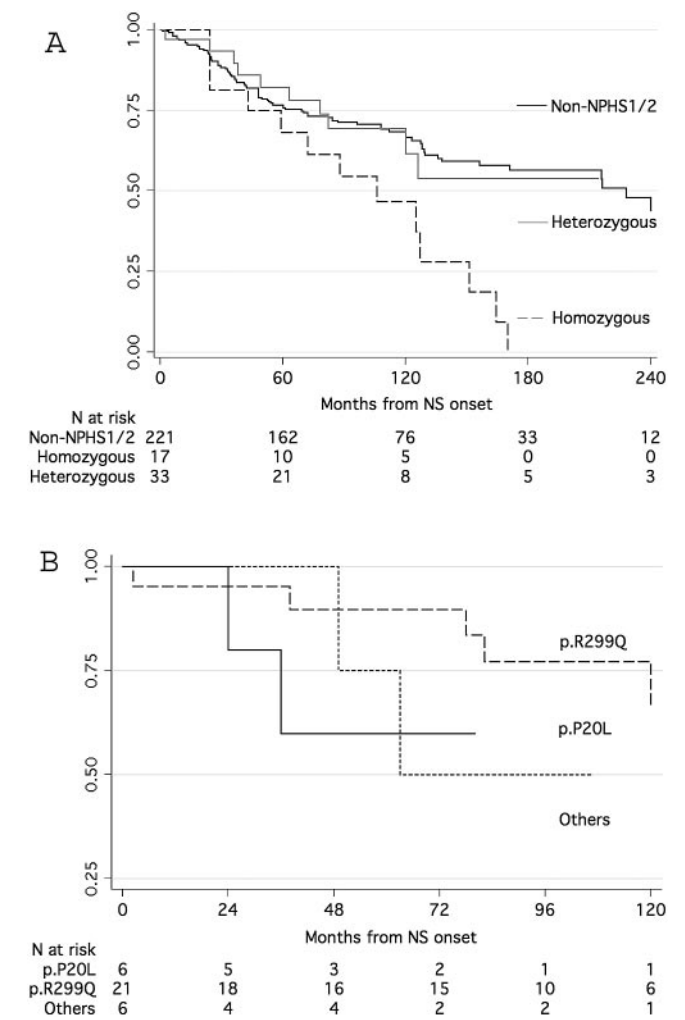 A
1.00
0.75
0.50
0.25
0.00
Non-NPHS1/2
Heterozygous
Homozygous
0 60 120 180 240
Months from NS onset
N at risk
Non-NPHS1/2 221 162 76 33 12
Homozygous 17 10 5 0 0
Heterozygous 33 21 8 5 3
B
1.00
0.75
0.50
0.25
p.R299Q
p.P20L
Others
0 24 48 72 96 120
Months from NS onset
N at risk
p.P20L 6 5 3 2 1 1
p.R299Q 21 18 16 15 10 6
Others 6 4 4 2 2 1